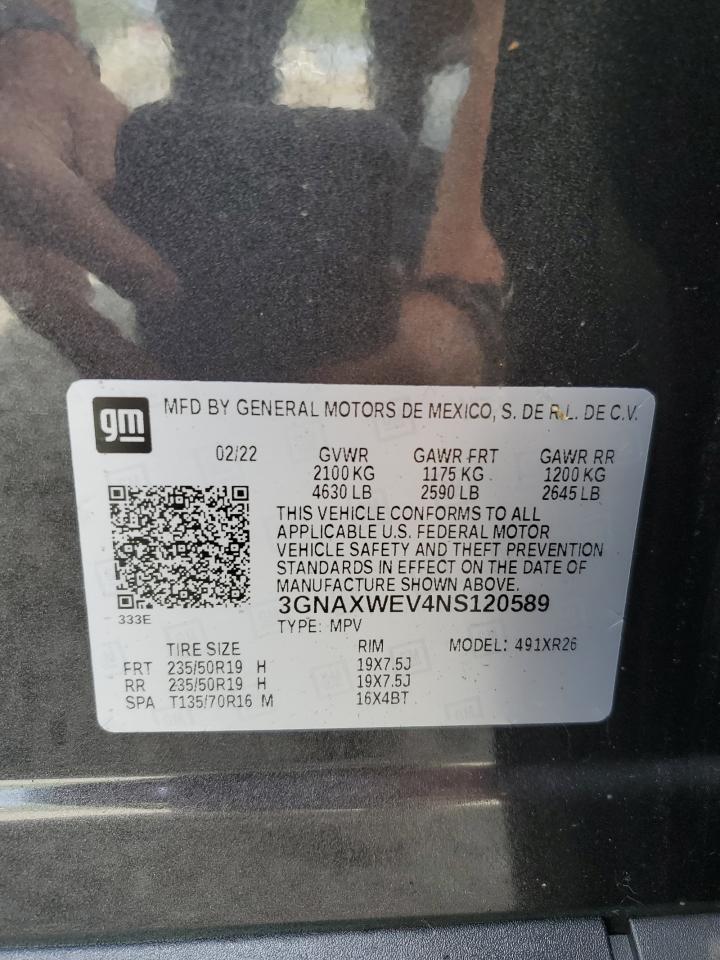 gm MFD BY GENERAL MOTORS DE MEXICO, S. DE R.L. DE C.V.
02/22 GVWR GAWR FRT GAWR RR
2100 KG 1175 KG 1200 KG
4630 LB 2590 LB 2645 LB
THIS VEHICLE CONFORMS TO ALL
APPLICABLE U.S. FEDERAL MOTOR
VEHICLE SAFETY AND THEFT PREVENTION
STANDARDS IN EFFECT ON THE DATE OF
MANUFACTURE SHOWN ABOVE.
3GNAXWEV4NS120589
333E
TYPE: MPV
TIRE SIZE RIM MODEL: 491XR26
FRT 235/50R19 H 19X7.5J
RR 235/50R19 H 19X7.5J
SPA T135/70R16 M 16X4BT